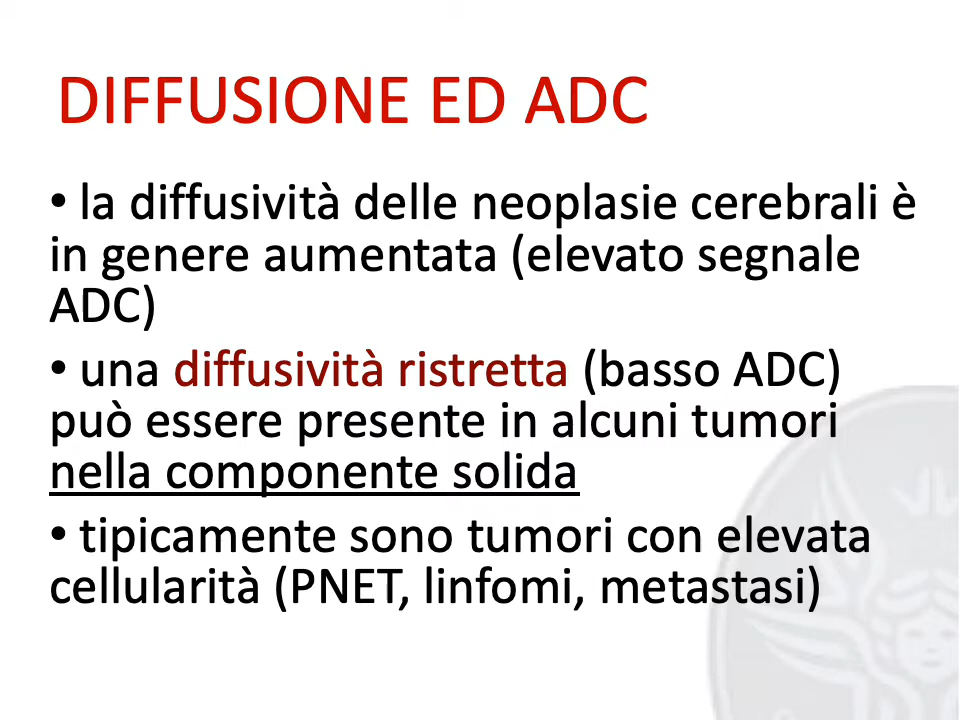 DIFFUSIONE ED ADC
• la diffusività delle neoplasie cerebrali è
in genere aumentata (elevato segnale
ADC)
• una diffusività ristretta (basso ADC)
può essere presente in alcuni tumori
nella componente solida
• tipicamente sono tumori con elevata
cellularità (PNET, linfomi, metastasi)